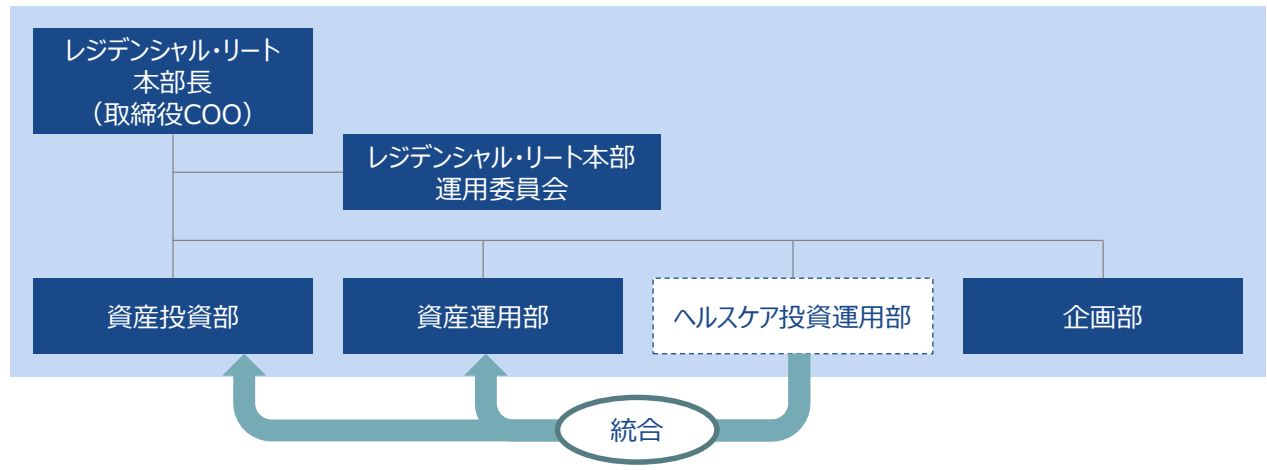 レジデンシャル・リート
本部長
（取締役COO）
レジデンシャル・リート本部
運用委員会
資産投資部
資産運用部
ヘルスケア投資運用部
企画部
統合